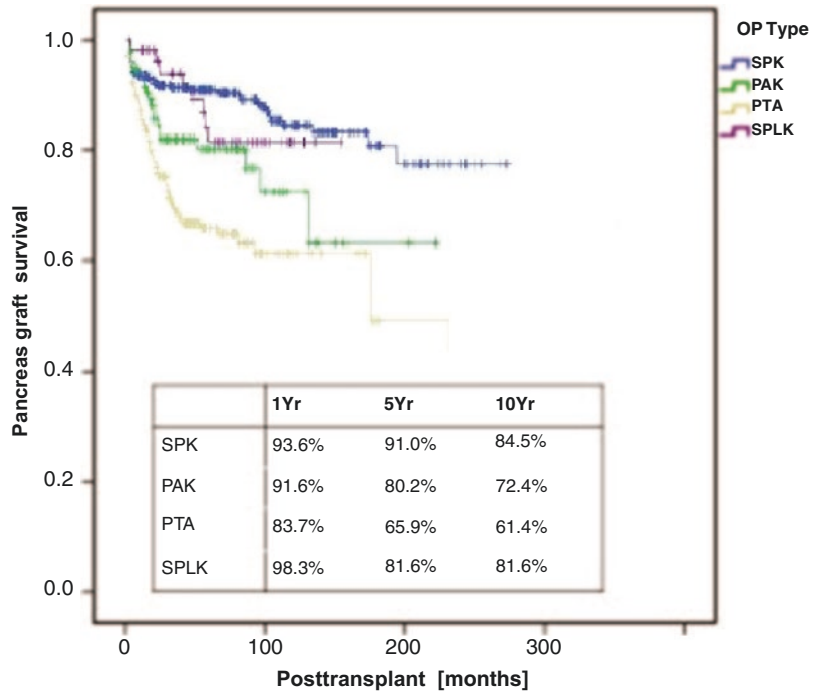 OP Type
SPK
PAK
PTA
SPLK
Pancreas graft survival
1.0
0.8
0.6
0.4
0.2
0.0
1Yr 5Yr 10Yr
SPK 93.6% 91.0% 84.5%
PAK 91.6% 80.2% 72.4%
PTA 83.7% 65.9% 61.4%
SPLK 98.3% 81.6% 81.6%
0 100 200 300
Posttransplant [months]